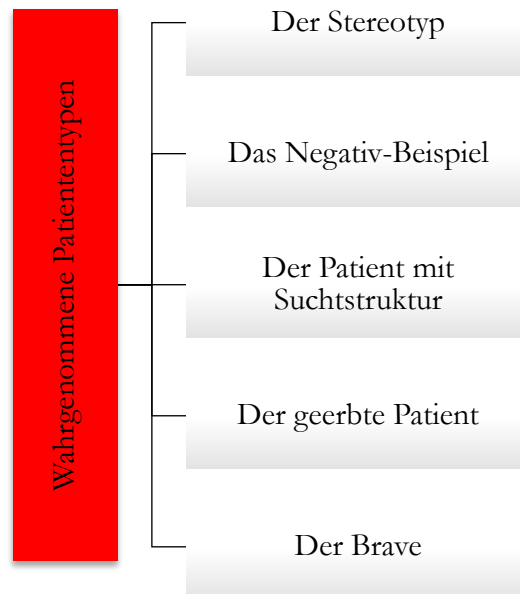 Wahrgenommene Patiententypen
Der Stereotyp
Das Negativ-Beispiel
Der Patient mit
Suchtstruktur
Der geerbte Patient
Der Brave